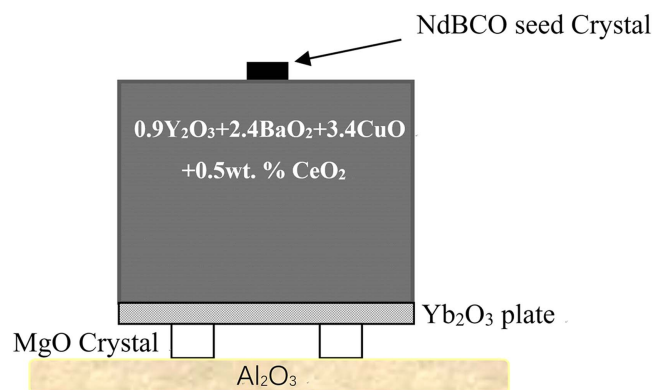 NdBCO seed Crystal
0.9Y₂O₃+2.4BaO₂+3.4CuO
+0.5wt. % CeO₂
Yb₂O₃ plate
MgO Crystal
Al₂O₃